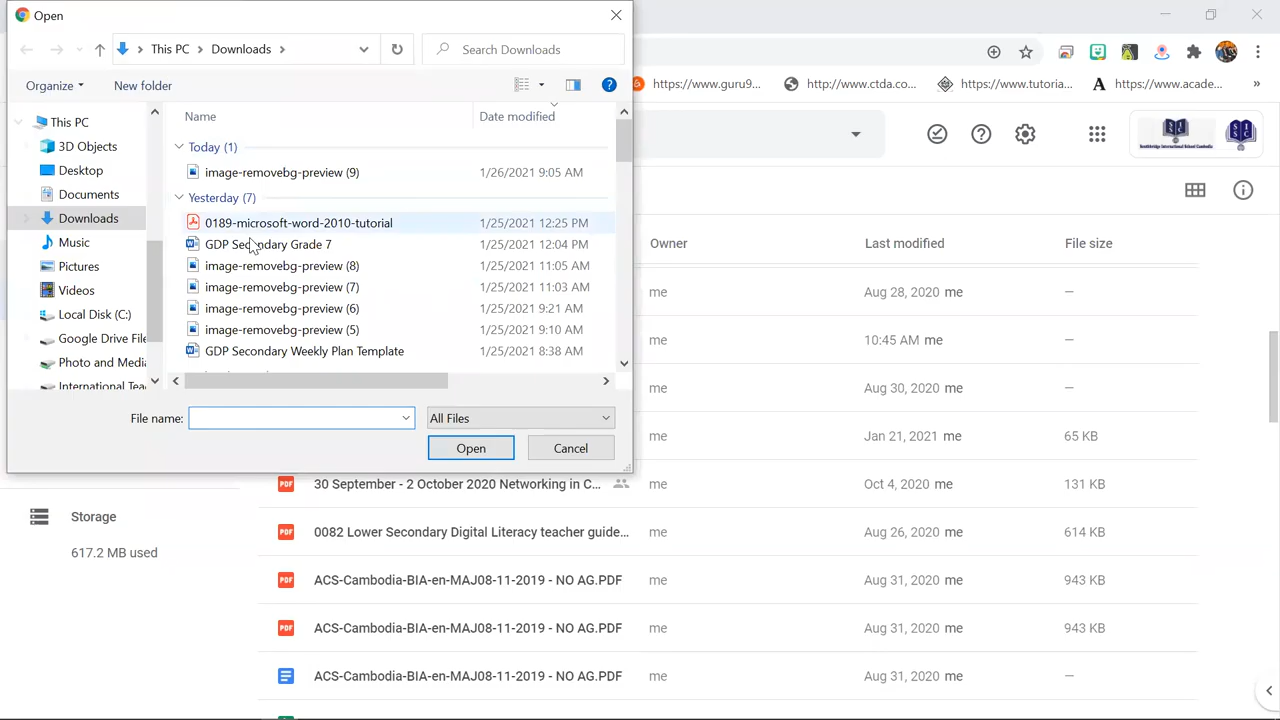 Open
This PC
Downloads
Search Downloads
Organize
New folder
https://www.guru9...
http://www.ctda.co...
https://www.tutoria...
A https://www.acade...
»
This PC
3D Objects
Desktop
Documents
Downloads
Music
Pictures
Videos
Local Disk (C:)
Google Drive File
Photo and Media
International Tea
Name
Date modified
Today (1)
image-removebg-preview (9) 1/26/2021 9:05 AM
Yesterday (7)
0189-microsoft-word-2010-tutorial 1/25/2021 12:25 PM
GDP Secondary Grade 7 1/25/2021 12:04 PM
image-removebg-preview (8) 1/25/2021 11:05 AM
image-removebg-preview (7) 1/25/2021 11:03 AM
image-removebg-preview (6) 1/25/2021 9:21 AM
image-removebg-preview (5) 1/25/2021 9:10 AM
GDP Secondary Weekly Plan Template 1/25/2021 8:38 AM
File name:
All Files
Open
Cancel
Southbridge International School Cambodia
Owner
Last modified
File size
me Aug 28, 2020 me –
me 10:45 AM me –
me Aug 30, 2020 me –
me Jan 21, 2021 me 65 KB
PDF 30 September - 2 October 2020 Networking in C... me Oct 4, 2020 me 131 KB
PDF 0082 Lower Secondary Digital Literacy teacher guide... me Aug 26, 2020 me 614 KB
PDF ACS-Cambodia-BIA-en-MAJ08-11-2019 - NO AG.PDF me Aug 31, 2020 me 943 KB
PDF ACS-Cambodia-BIA-en-MAJ08-11-2019 - NO AG.PDF me Aug 31, 2020 me 943 KB
ACS-Cambodia-BIA-en-MAJ08-11-2019 - NO AG.PDF me Aug 31, 2020 me –
Storage
617.2 MB used